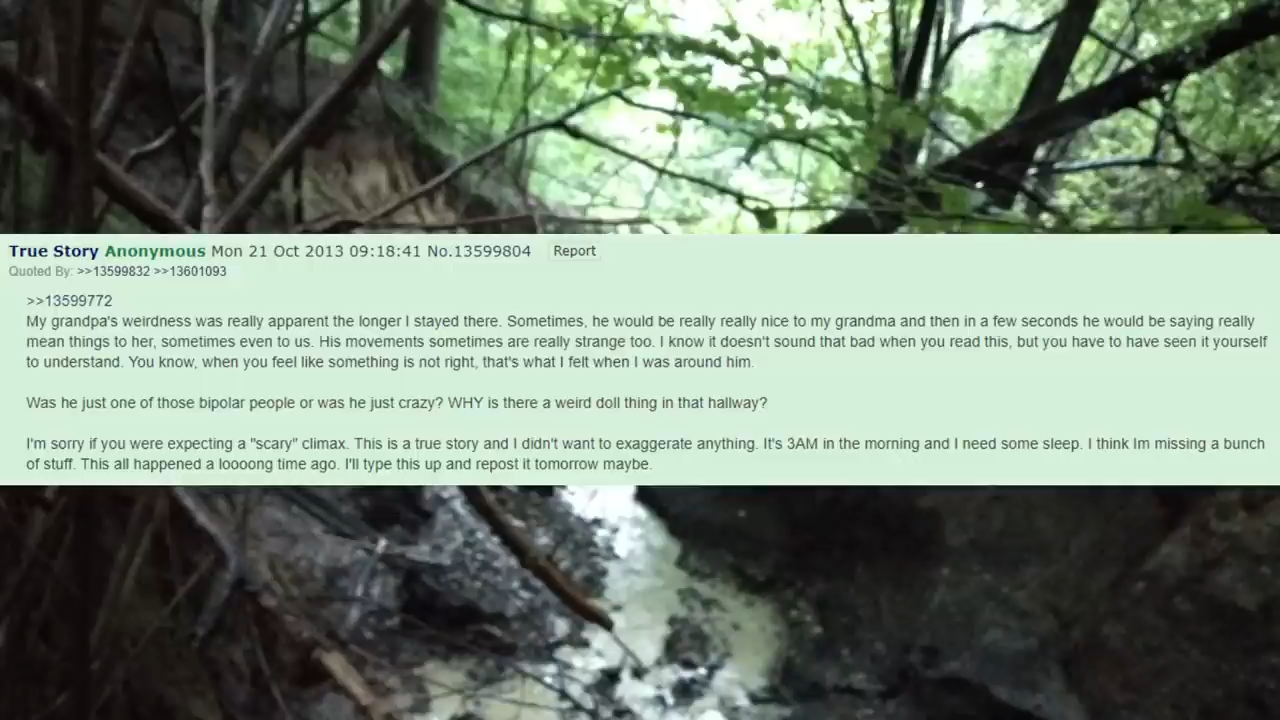 True Story Anonymous Mon 21 Oct 2013 09:18:41 No.13599804 Report
Quoted By: >>13599832 >>13601093
>>13599772
My grandpa's weirdness was really apparent the longer I stayed there. Sometimes, he would be really really nice to my grandma and then in a few seconds he would be saying really
mean things to her, sometimes even to us. His movements sometimes are really strange too. I know it doesn't sound that bad when you read this, but you have to have seen it yourself
to understand. You know, when you feel like something is not right, that's what I felt when I was around him.
Was he just one of those bipolar people or was he just crazy? WHY is there a weird doll thing in that hallway?
I'm sorry if you were expecting a "scary" climax. This is a true story and I didn't want to exaggerate anything. It's 3AM in the morning and I need some sleep. I think Im missing a bunch
of stuff. This all happened a loooong time ago. I'll type this up and repost it tomorrow maybe.